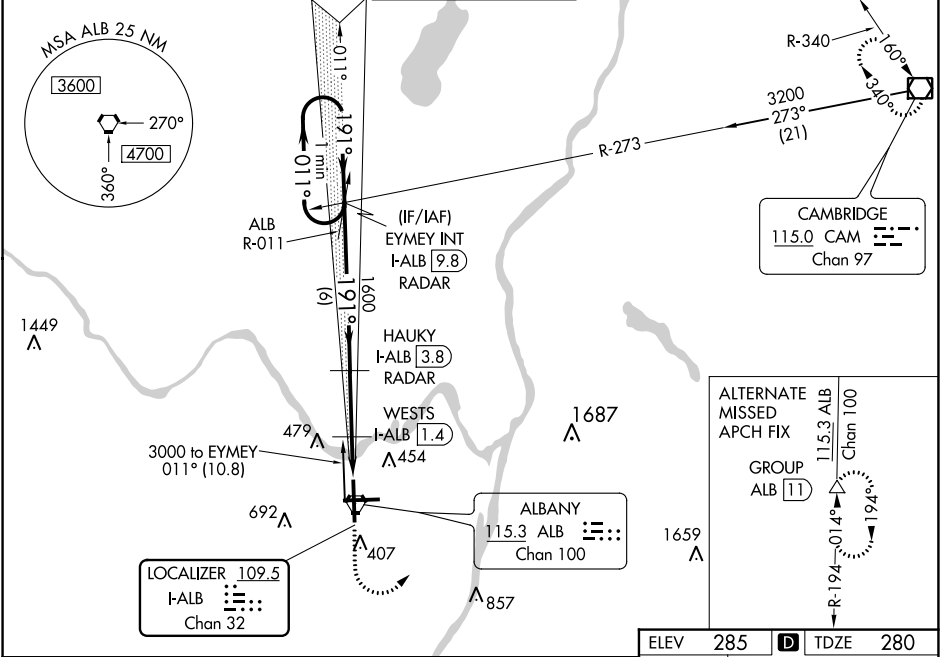 MSA ALB 25 NM
3600
270°
4700
360°
011°
191°
1 min
011°
ALB
R-011
(IF/IAF)
EYMEY INT
I-ALB 9.8
RADAR
R-340
160°
340°
3200
273°
(21)
R-273
CAMBRIDGE
115.0 CAM
Chan 97
1600
191°
(6)
1449
HAUKY
I-ALB 3.8
RADAR
WESTS
I-ALB 1.4
479
454
1687
3000 to EYMEY
011° (10.8)
692
407
ALBANY
115.3 ALB
Chan 100
1659
857
LOCALIZER 109.5
I-ALB
Chan 32
ALTERNATE
MISSED
APCH FIX
115.3 ALB
Chan 100
GROUP
ALB 11
014°
194°
R-194
ELEV 285 D TDZE 280